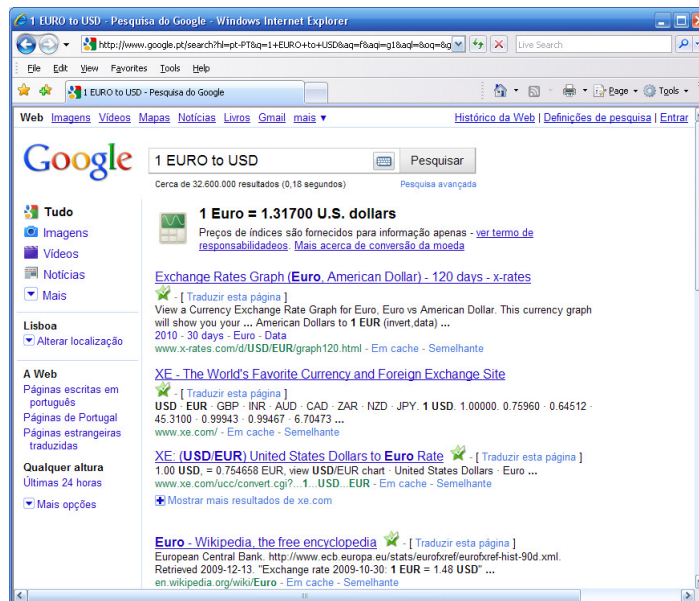 1 EURO to USD - Pesquisa do Google - Windows Internet Explorer
http://www.google.pt/search?hl=pt-PT&q=1+EURO+to+USD&aq=f&aqi=g1&aql=&oq=&g
Live Search
File Edit View Favorites Tools Help
1 EURO to USD - Pesquisa do Google
Page Tools
Web Imagens Vídeos Mapas Notícias Livros Gmail mais ▼
Histórico da Web | Definições de pesquisa | Entrar
Google
1 EURO to USD
Pesquisar
Cerca de 32.600.000 resultados (0,18 segundos)
Pesquisa avançada
Tudo
Imagens
Vídeos
Notícias
Mais
Lisboa
Alterar localização
A Web
Páginas escritas em
português
Páginas de Portugal
Páginas estrangeiras
traduzidas
Qualquer altura
Últimas 24 horas
Mais opções
1 Euro = 1.31700 U.S. dollars
Preços de índices são fornecidos para informação apenas - ver termo de
responsabilidadeos. Mais acerca de conversão da moeda
Exchange Rates Graph (Euro, American Dollar) - 120 days - x-rates
- [ Traduzir esta página ]
View a Currency Exchange Rate Graph for Euro, Euro vs American Dollar. This currency graph
will show you your ... American Dollars to 1 EUR (invert,data) ...
2010 - 30 days - Euro - Data
www.x-rates.com/d/USD/EUR/graph120.html - Em cache - Semelhante
XE - The World's Favorite Currency and Foreign Exchange Site
- [ Traduzir esta página ]
USD · EUR · GBP · INR · AUD · CAD · ZAR · NZD · JPY. 1 USD. 1.00000. 0.75960 · 0.64512 ·
45.3100 · 0.99943 · 0.99467 · 6.70473 ...
www.xe.com/ - Em cache - Semelhante
XE: (USD/EUR) United States Dollars to Euro Rate - [ Traduzir esta página ]
1.00 USD, = 0.754658 EUR, view USD/EUR chart · United States Dollars · Euro ...
www.xe.com/ucc/convert.cgi?...1...USD...EUR - Em cache - Semelhante
Mostrar mais resultados de xe.com
Euro - Wikipedia, the free encyclopedia - [ Traduzir esta página ]
European Central Bank. http://www.ecb.europa.eu/stats/eurofxref/eurofxref-hist-90d.xml.
Retrieved 2009-12-13. "Exchange rate 2009-10-30: 1 EUR = 1.48 USD" ...
en.wikipedia.org/wiki/Euro - Em cache - Semelhante